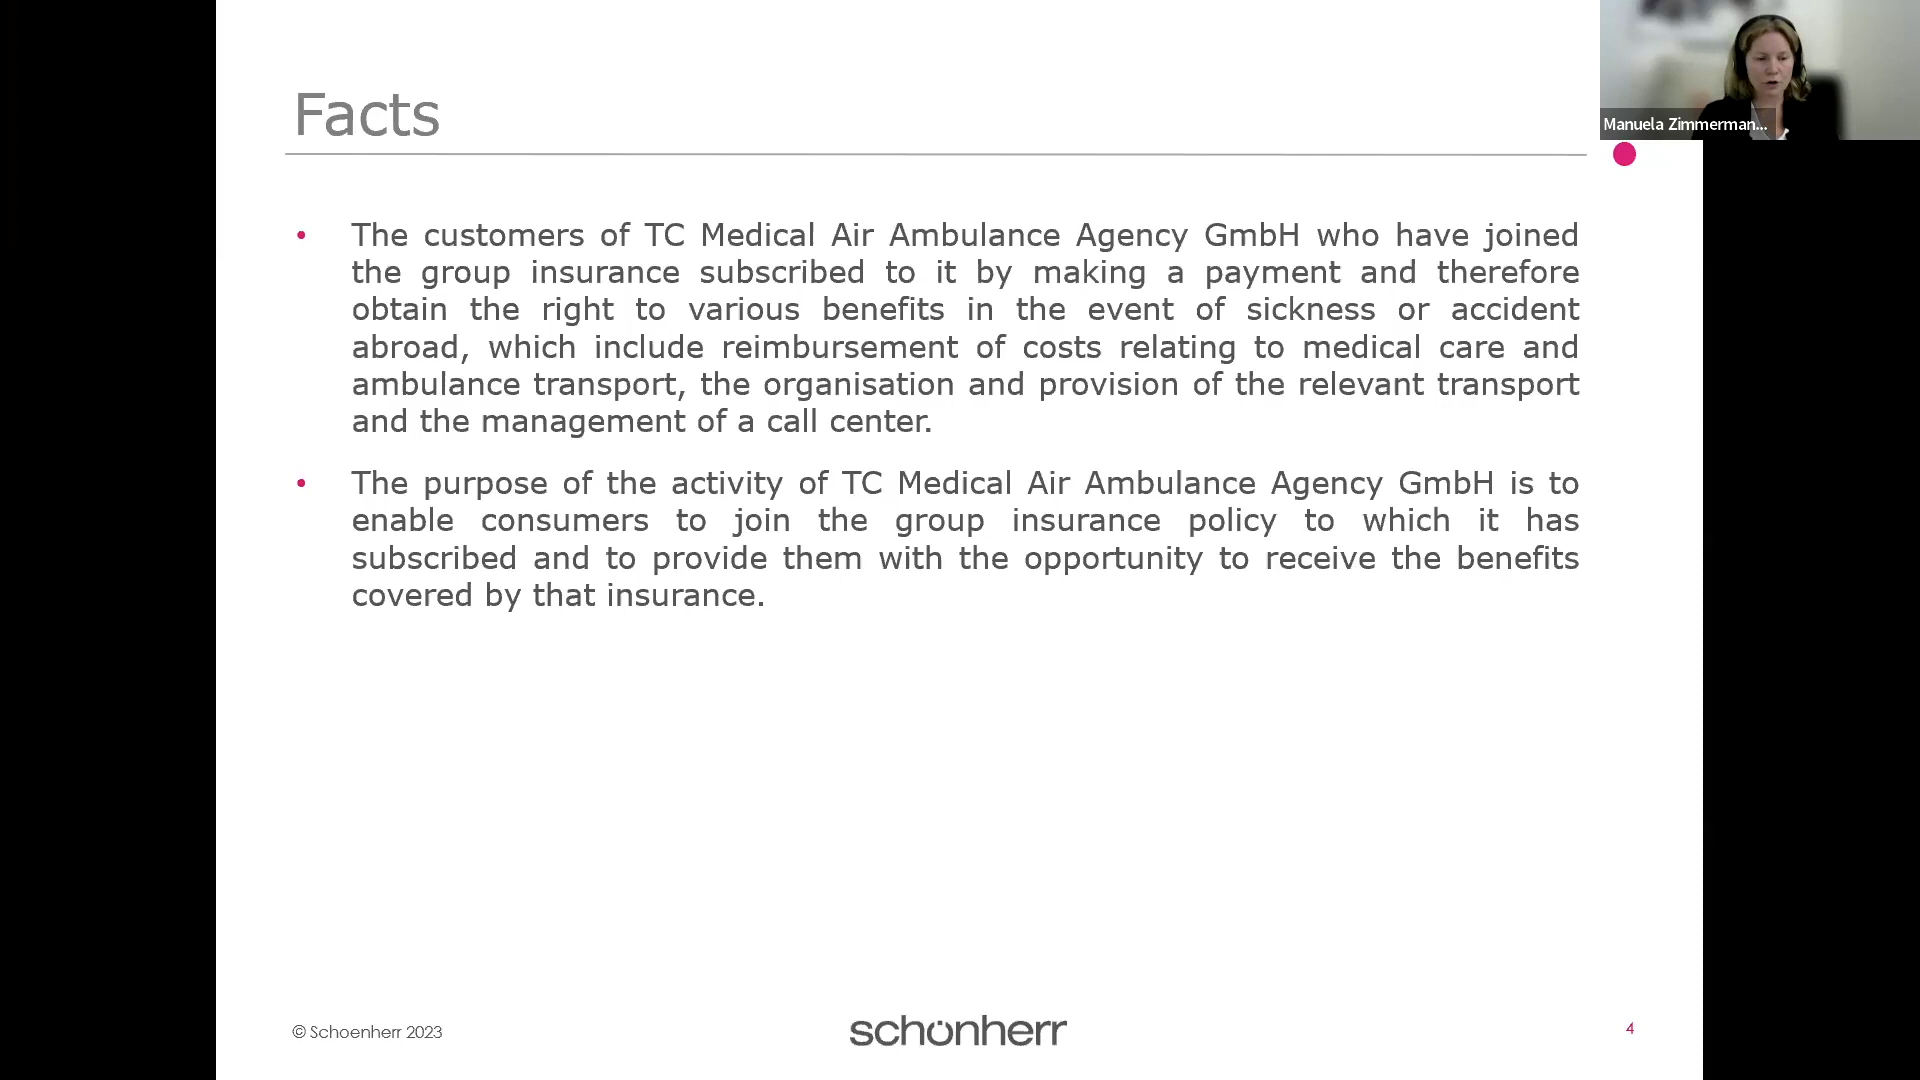 Facts
Manuela Zimmerman...
• The customers of TC Medical Air Ambulance Agency GmbH who have joined
the group insurance subscribed to it by making a payment and therefore
obtain the right to various benefits in the event of sickness or accident
abroad, which include reimbursement of costs relating to medical care and
ambulance transport, the organisation and provision of the relevant transport
and the management of a call center.
• The purpose of the activity of TC Medical Air Ambulance Agency GmbH is to
enable consumers to join the group insurance policy to which it has
subscribed and to provide them with the opportunity to receive the benefits
covered by that insurance.
© Schoenherr 2023
schönherr
4